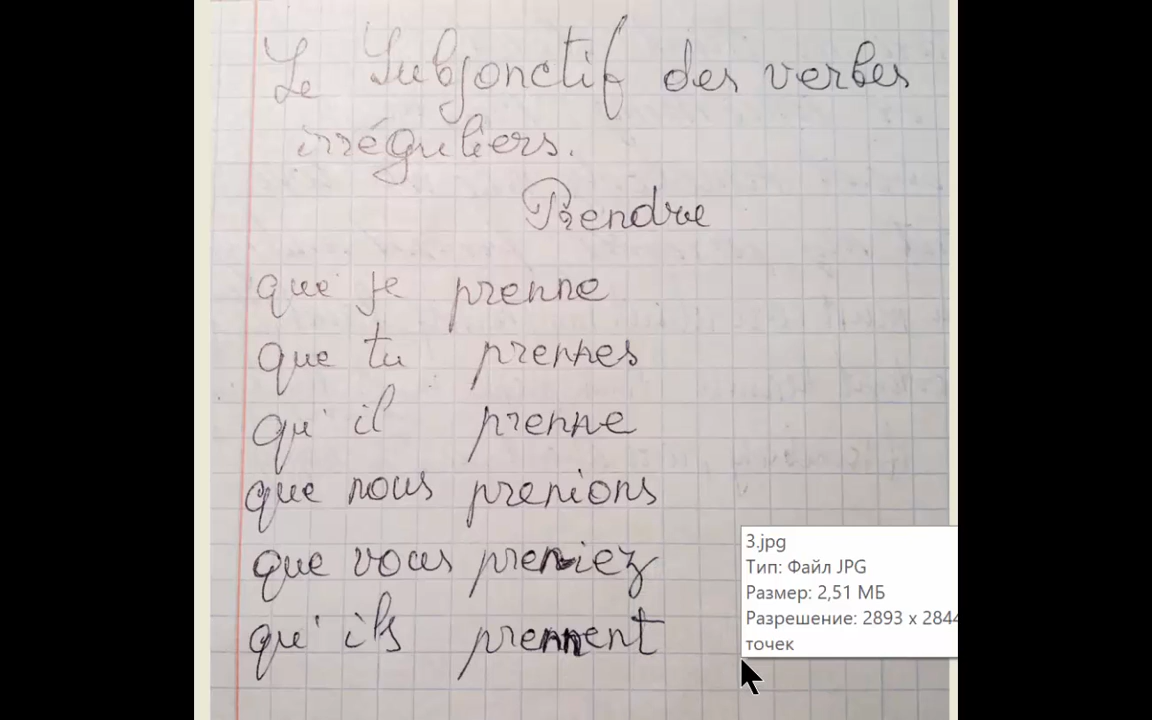 Le Subjonctif des verbes
irréguliers.
Prendre
que je prenne
que tu prennes
qu'il prenne
que nous prenions
que vous preniez
qu'ils prennent
3.jpg
Тип: Файл JPG
Размер: 2,51 МБ
Разрешение: 2893 x 2844
точек